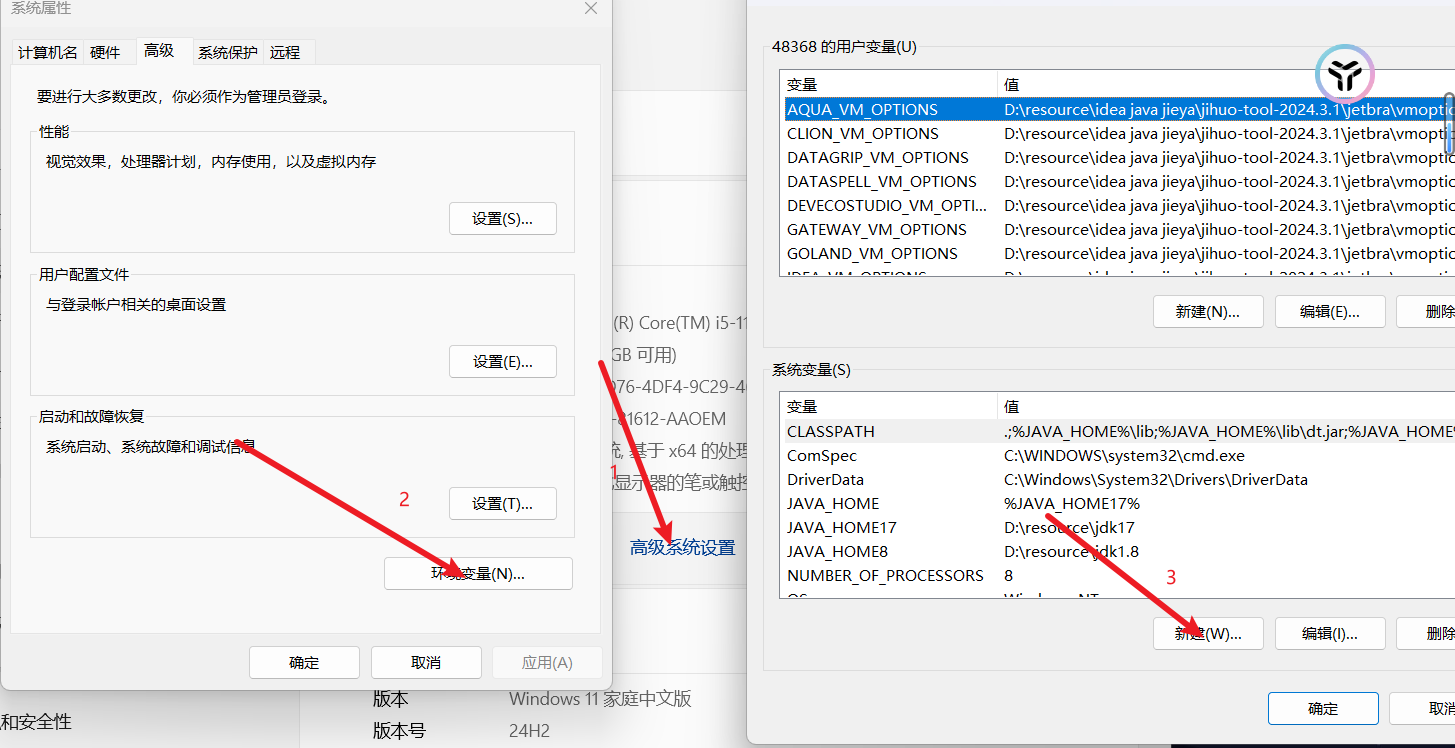 系统属性
计算机名
硬件
高级
系统保护
远程
要进行大多数更改，你必须作为管理员登录。
性能
视觉效果，处理器计划，内存使用，以及虚拟内存
设置(S)...
用户配置文件
与登录帐户相关的桌面设置
设置(E)...
启动和故障恢复
系统启动、系统故障和调试信息
2
设置(T)...
环境变量(N)...
确定
取消
应用(A)
(R) Core(TM) i5-11
GB 可用)
076-4DF4-9C29-40
-81612-AAOEM
统, 基于 x64 的处理
1
显示器的笔或触控
高级系统设置
和安全性
版本
Windows 11 家庭中文版
版本号
24H2
48368 的用户变量(U)
变量 值
AQUA_VM_OPTIONS D:\resource\idea java jieya\jihuo-tool-2024.3.1\jetbra\vmoptio
CLION_VM_OPTIONS D:\resource\idea java jieya\jihuo-tool-2024.3.1\jetbra\vmoptio
DATAGRIP_VM_OPTIONS D:\resource\idea java jieya\jihuo-tool-2024.3.1\jetbra\vmoptio
DATASPELL_VM_OPTIONS D:\resource\idea java jieya\jihuo-tool-2024.3.1\jetbra\vmoptio
DEVECOSTUDIO_VM_OPTI... D:\resource\idea java jieya\jihuo-tool-2024.3.1\jetbra\vmoptio
GATEWAY_VM_OPTIONS D:\resource\idea java jieya\jihuo-tool-2024.3.1\jetbra\vmoptio
GOLAND_VM_OPTIONS D:\resource\idea java jieya\jihuo-tool-2024.3.1\jetbra\vmoptio
新建(N)...
编辑(E)...
删除
系统变量(S)
变量 值
CLASSPATH .;%JAVA_HOME%\lib;%JAVA_HOME%\lib\dt.jar;%JAVA_HOME
ComSpec C:\WINDOWS\system32\cmd.exe
DriverData C:\Windows\System32\Drivers\DriverData
JAVA_HOME %JAVA_HOME17%
JAVA_HOME17 D:\resource\jdk17
JAVA_HOME8 D:\resource\jdk1.8
NUMBER_OF_PROCESSORS 8
3
新建(W)...
编辑(I)...
删除
确定
取消